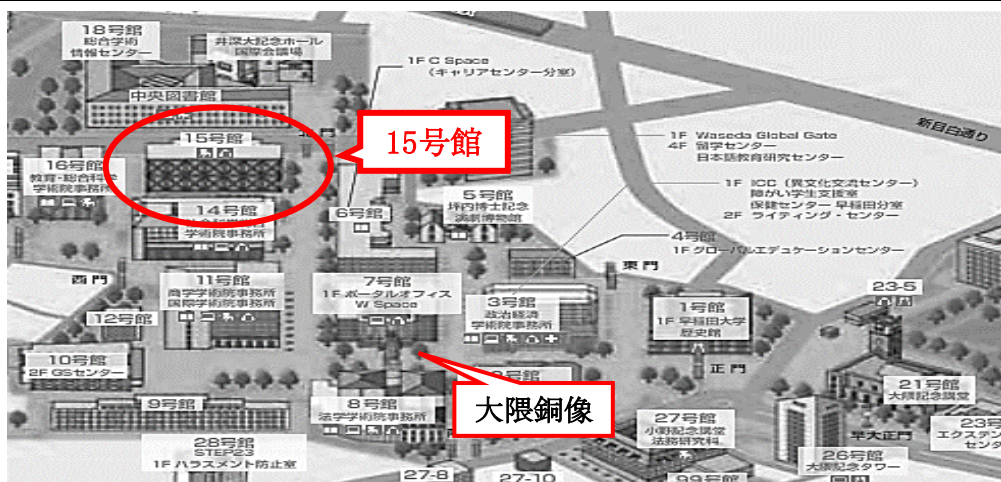 18号館
総合学術
情報センター
井深大記念ホール
国際会議場
中央図書館
1F C Space
(キャリアセンター分室)
15号館
15号館
16号館
教育・総合科学
学術院事務所
14号館
学術院事務所
6号館
5号館
坪内博士記念
演劇博物館
新目白通り
1F Waseda Global Gate
4F 留学センター
日本語教育研究センター
1F ICC (異文化交流センター)
障がい学生支援室
保健センター 早稲田分室
2F ライティング・センター
4号館
1F グローバルエデュケーションセンター
西門
東門
11号館
商学学術院事務所
国際学術院事務所
7号館
1F ポータルオフィス
W Space
3号館
政治経済
学術院事務所
1号館
1F 早稲田大学
歴史館
23-5
12号館
10号館
2F GSセンター
正門
21号館
大隈記念講堂
大隈銅像
9号館
8号館
法学学術院事務所
27号館
小野記念講堂
法務研究科
早大正門
エクステン
センタ
28号館
STEP23
1F ハラスメント防止室
26号館
大隈記念タワー
27-8
27-10
99号館